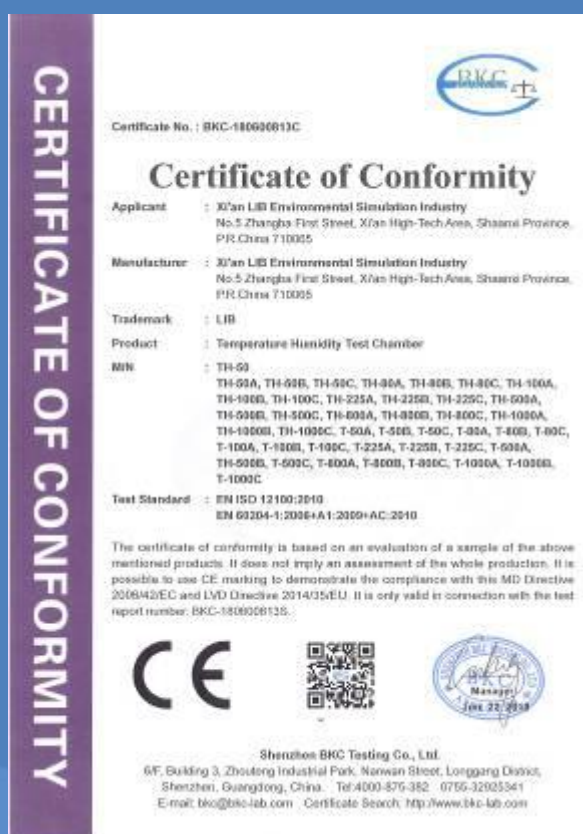 CERTIFICATE OF CONFORMITY
BKC
Certificate No. : BKC-180600813C
Certificate of Conformity
Applicant : Xi'an LIB Environmental Simulation Industry
No.5 Zhangba First Street, Xi'an High-Tech Area, Shaanxi Province,
P.R.China 710065
Manufacturer : Xi'an LIB Environmental Simulation Industry
No.5 Zhangba First Street, Xi'an High-Tech Area, Shaanxi Province,
P.R.China 710065
Trademark : LIB
Product : Temperature Humidity Test Chamber
M/N : TH-50
TH-50A, TH-50B, TH-50C, TH-80A, TH-80B, TH-80C, TH-100A,
TH-100B, TH-100C, TH-225A, TH-225B, TH-225C, TH-500A,
TH-500B, TH-500C, TH-800A, TH-800B, TH-800C, TH-1000A,
TH-1000B, TH-1000C, T-50A, T-50B, T-50C, T-80A, T-80B, T-80C,
T-100A, T-100B, T-100C, T-225A, T-225B, T-225C, T-500A,
TH-500B, T-500C, T-800A, T-800B, T-800C, T-1000A, T-1000B,
T-1000C
Test Standard : EN ISO 12100:2010
EN 60204-1:2006+A1:2009+AC:2010
The certificate of conformity is based on an evaluation of a sample of the above
mentioned products. It does not imply an assessment of the whole production. It is
possible to use CE marking to demonstrate the compliance with this MD Directive
2006/42/EC and LVD Directive 2014/35/EU. It is only valid in connection with the test
report number: BKC-180600813S.
CE
BKC
Manager
22, 2018
Shenzhen BKC Testing Co., Ltd.
6/F, Building 3, Zhoutong Industrial Park, Nanwan Street, Longgang District,
Shenzhen, Guangdong, China. Tel:4000-875-382 0755-32925341
E-mail: bkc@bkc-lab.com Certificate Search: http://www.bkc-lab.com